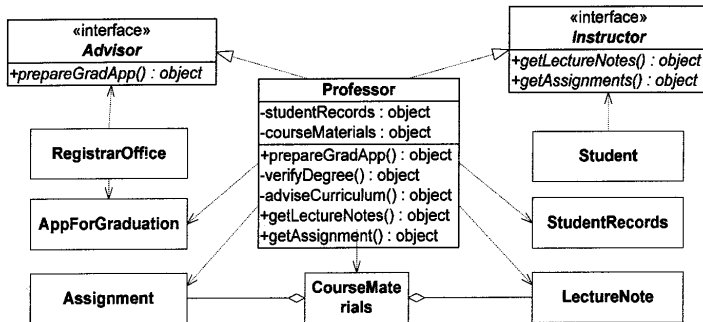 «interface»
Advisor
+prepareGradApp() : object
«interface»
Instructor
+getLectureNotes() : object
+getAssignments() : object
Professor
-studentRecords : object
-courseMaterials : object
+prepareGradApp() : object
-verifyDegree() : object
-adviseCurriculum() : object
+getLectureNotes() : object
+getAssignment() : object
RegistrarOffice
Student
AppForGraduation
StudentRecords
Assignment
CourseMate
rials
LectureNote